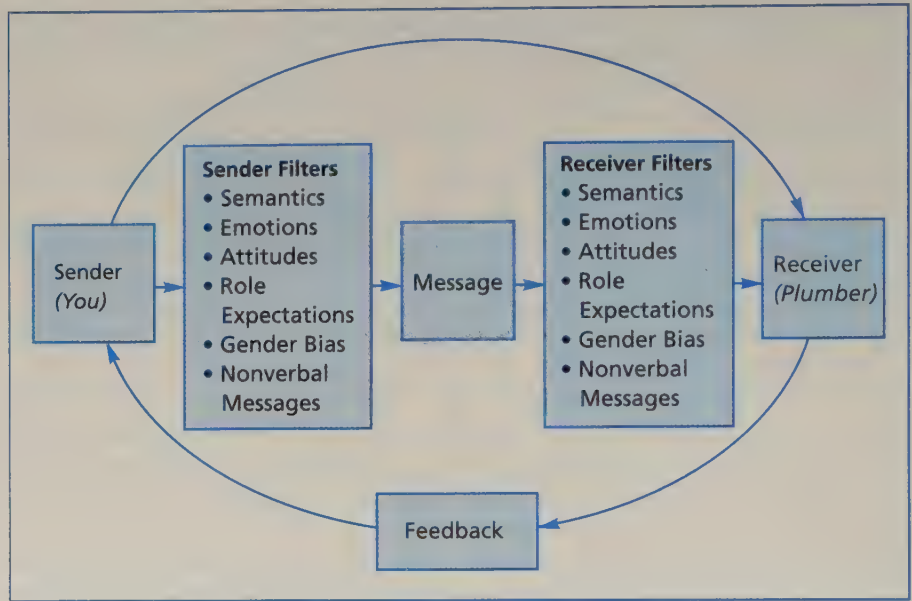 Sender
(You)
Sender Filters
• Semantics
• Emotions
• Attitudes
• Role
Expectations
• Gender Bias
• Nonverbal
Messages
Message
Receiver Filters
• Semantics
• Emotions
• Attitudes
• Role
Expectations
• Gender Bias
• Nonverbal
Messages
Receiver
(Plumber)
Feedback